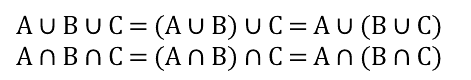 A ∪ B ∪ C = (A ∪ B) ∪ C = A ∪ (B ∪ C)
A ∩ B ∩ C = (A ∩ B) ∩ C = A ∩ (B ∩ C)